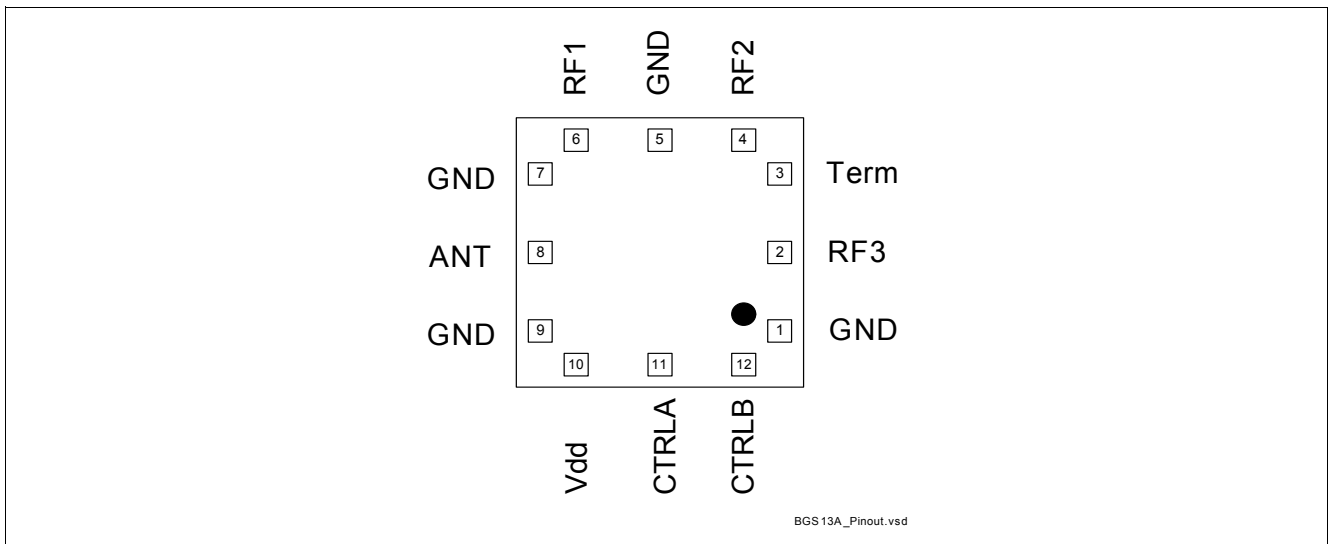 RF1 GND RF2
6 5 4
GND 7 3 Term
ANT 8 2 RF3
GND 9 1 GND
10 11 12
Vdd CTRLA CTRLB
BGS13A_Pinout.vsd